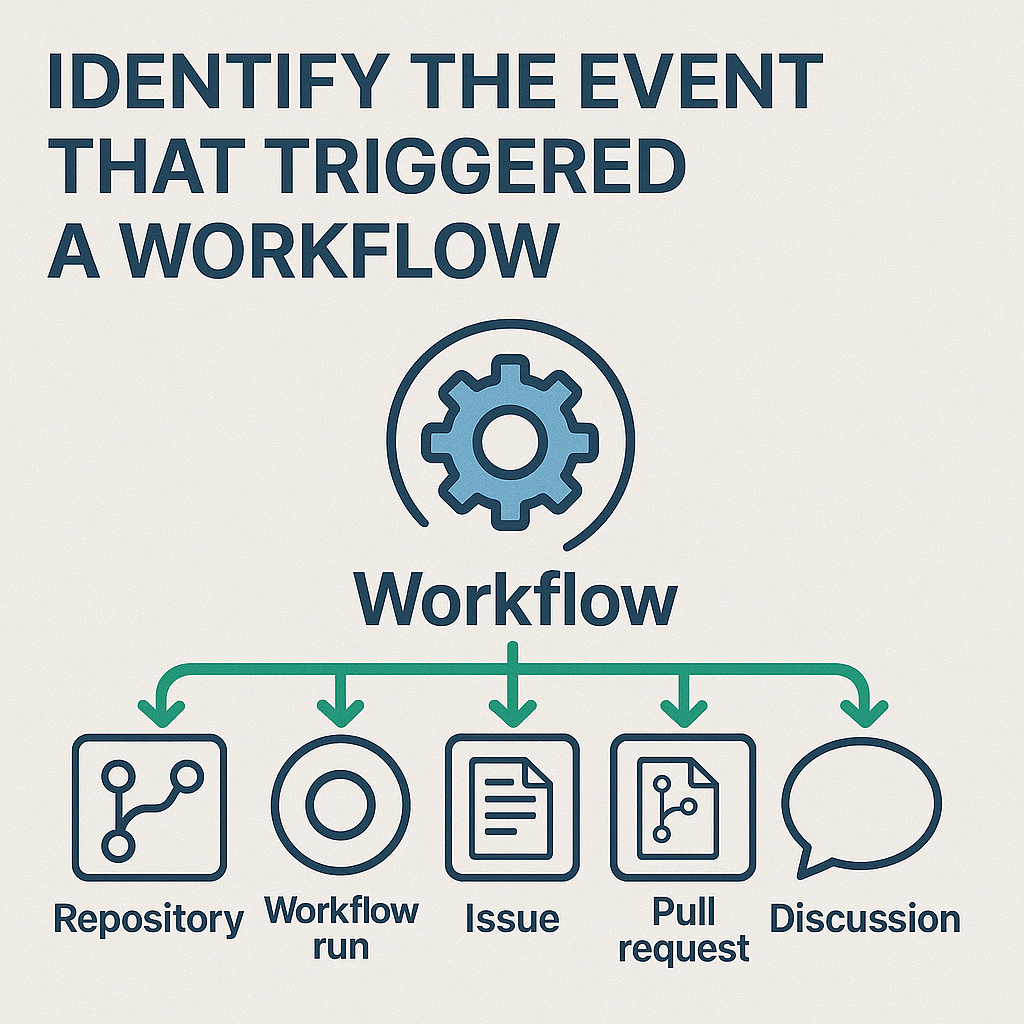 IDENTIFY THE EVENT
THAT TRIGGERED
A WORKFLOW
Workflow
Repository
Workflow
run
Issue
Pull
request
Discussion